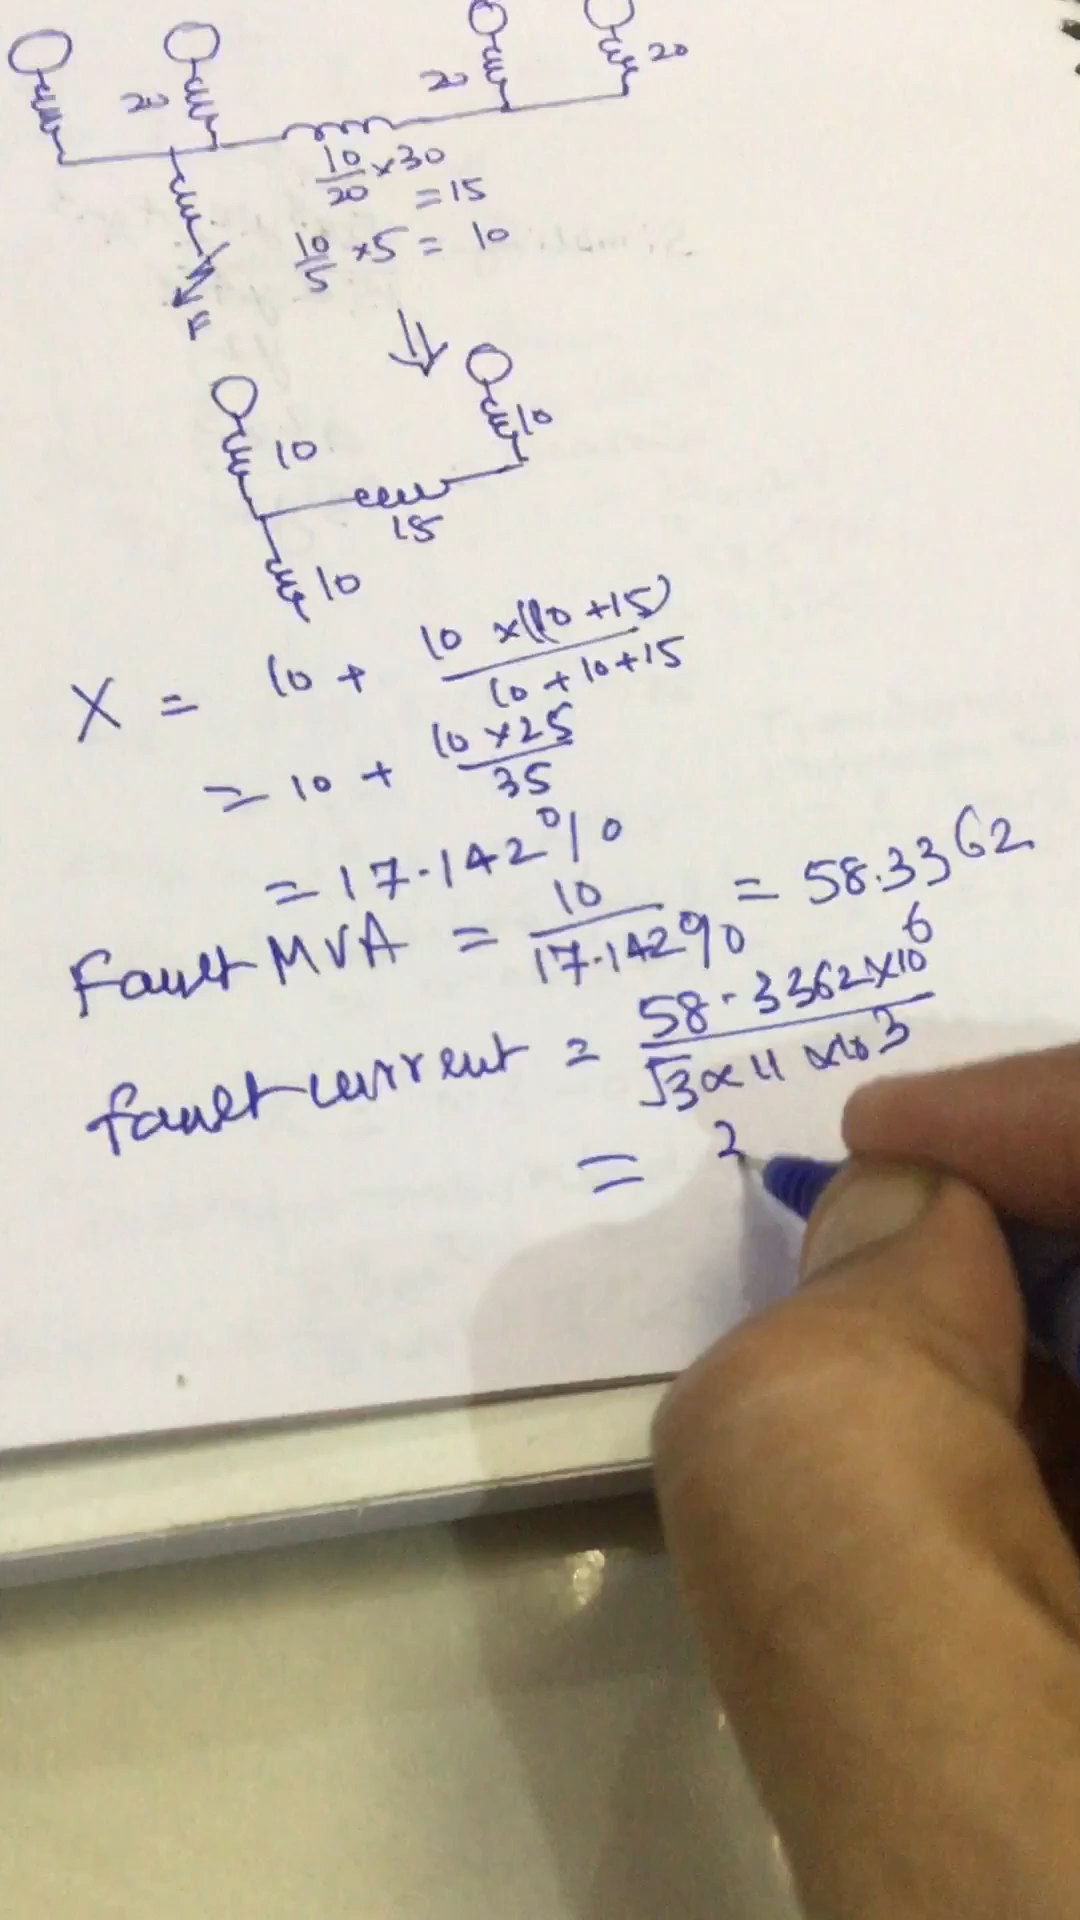 20 20 20
10/20 × 30
= 15
10/5 × 5 = 10
10 10
15
10
X = 10 + 10 × (10 + 15) / 10 + 10 + 15
= 10 + 10 × 25 / 35
= 17.142%
Fault MVA = 10 / 17.142% = 58.3362
fault current = 58.3362 × 10^6 / √3 × 11 × 10^3
= 2